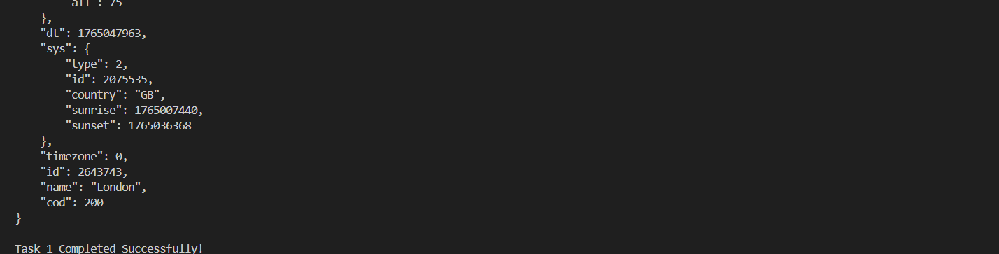 "all": 75
},
"dt": 1765047963,
"sys": {
"type": 2,
"id": 2075535,
"country": "GB",
"sunrise": 1765007440,
"sunset": 1765036368
},
"timezone": 0,
"id": 2643743,
"name": "London",
"cod": 200
}
Task 1 Completed Successfully!